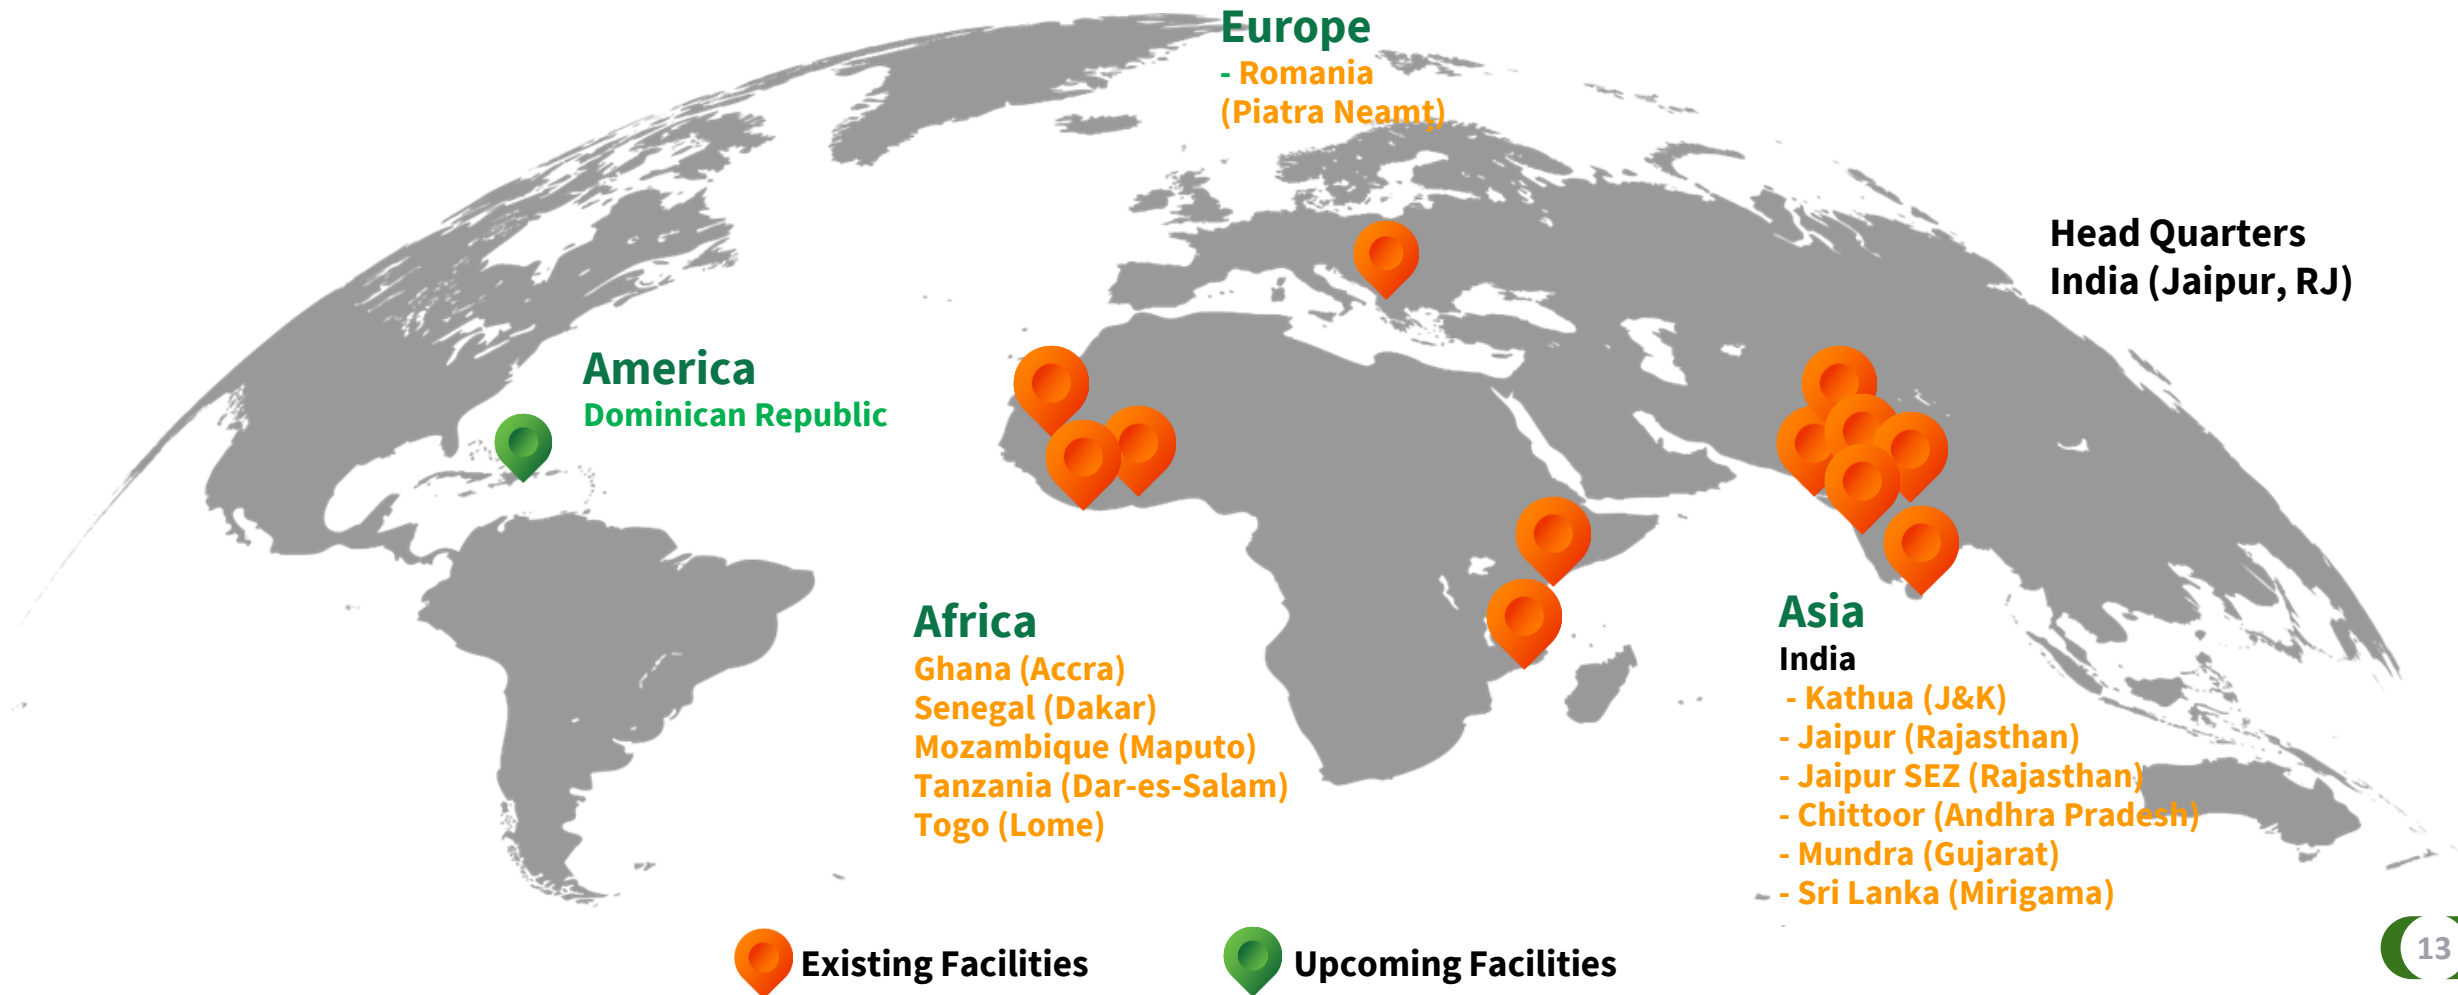 Europe
- Romania
(Piatra Neamț)
Head Quarters
India (Jaipur, RJ)
America
Dominican Republic
Africa
Ghana (Accra)
Senegal (Dakar)
Mozambique (Maputo)
Tanzania (Dar-es-Salam)
Togo (Lome)
Asia
India
- Kathua (J&K)
- Jaipur (Rajasthan)
- Jaipur SEZ (Rajasthan)
- Chittoor (Andhra Pradesh)
- Mundra (Gujarat)
- Sri Lanka (Mirigama)
Existing Facilities
Upcoming Facilities
13